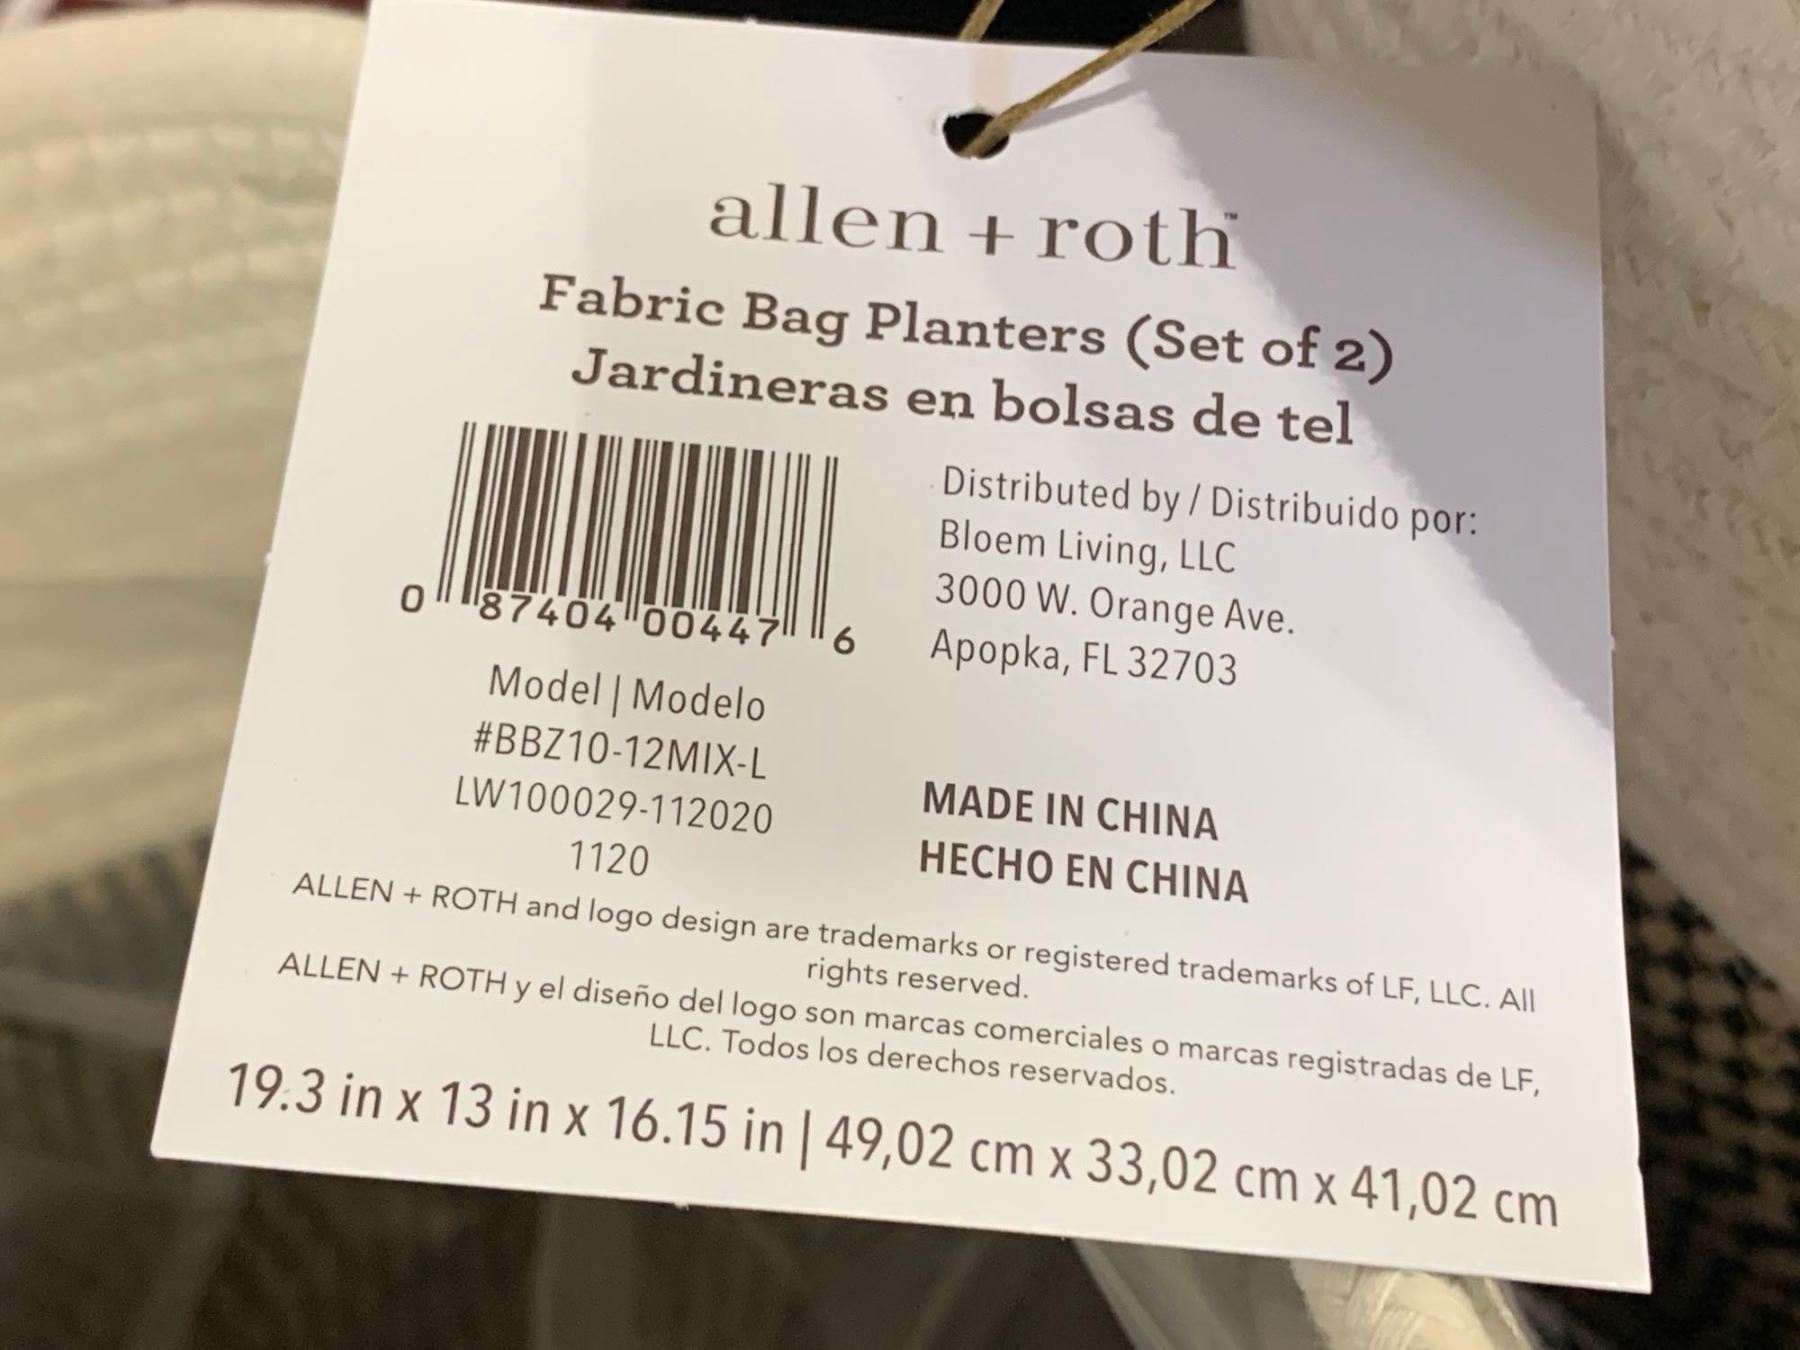 allen + roth™
Fabric Bag Planters (Set of 2)
Jardineras en bolsas de tel
0 87404 00447 6
Model | Modelo
#BBZ10-12MIX-L
LW100029-112020
1120
Distributed by / Distribuido por:
Bloem Living, LLC
3000 W. Orange Ave.
Apopka, FL 32703
MADE IN CHINA
HECHO EN CHINA
ALLEN + ROTH and logo design are trademarks or registered trademarks of LF, LLC. All
rights reserved.
ALLEN + ROTH y el diseño del logo son marcas comerciales o marcas registradas de LF,
LLC. Todos los derechos reservados.
19.3 in x 13 in x 16.15 in | 49,02 cm x 33,02 cm x 41,02 cm